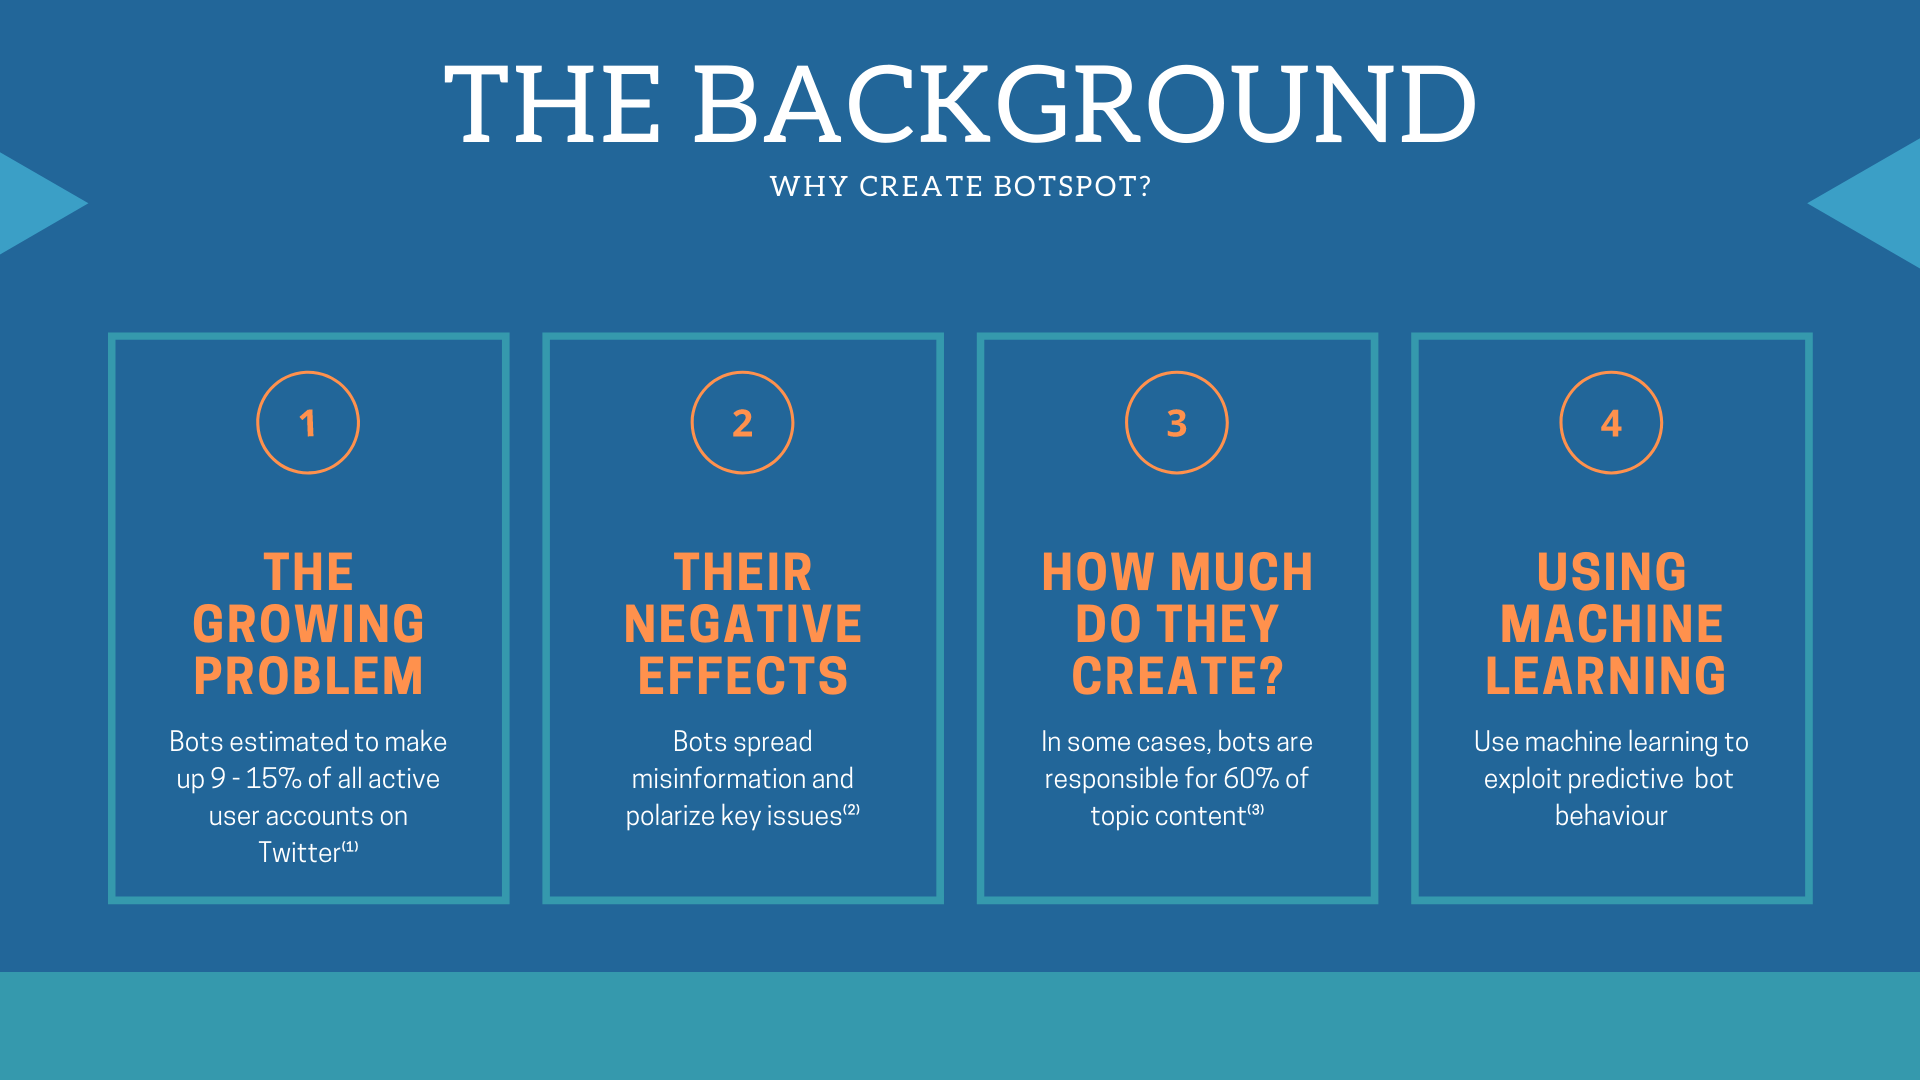 THE BACKGROUND
WHY CREATE BOTSPOT?
1
THE
GROWING
PROBLEM
Bots estimated to make
up 9 - 15% of all active
user accounts on
Twitter⁽¹⁾
2
THEIR
NEGATIVE
EFFECTS
Bots spread
misinformation and
polarize key issues⁽²⁾
3
HOW MUCH
DO THEY
CREATE?
In some cases, bots are
responsible for 60% of
topic content⁽³⁾
4
USING
MACHINE
LEARNING
Use machine learning to
exploit predictive  bot
behaviour